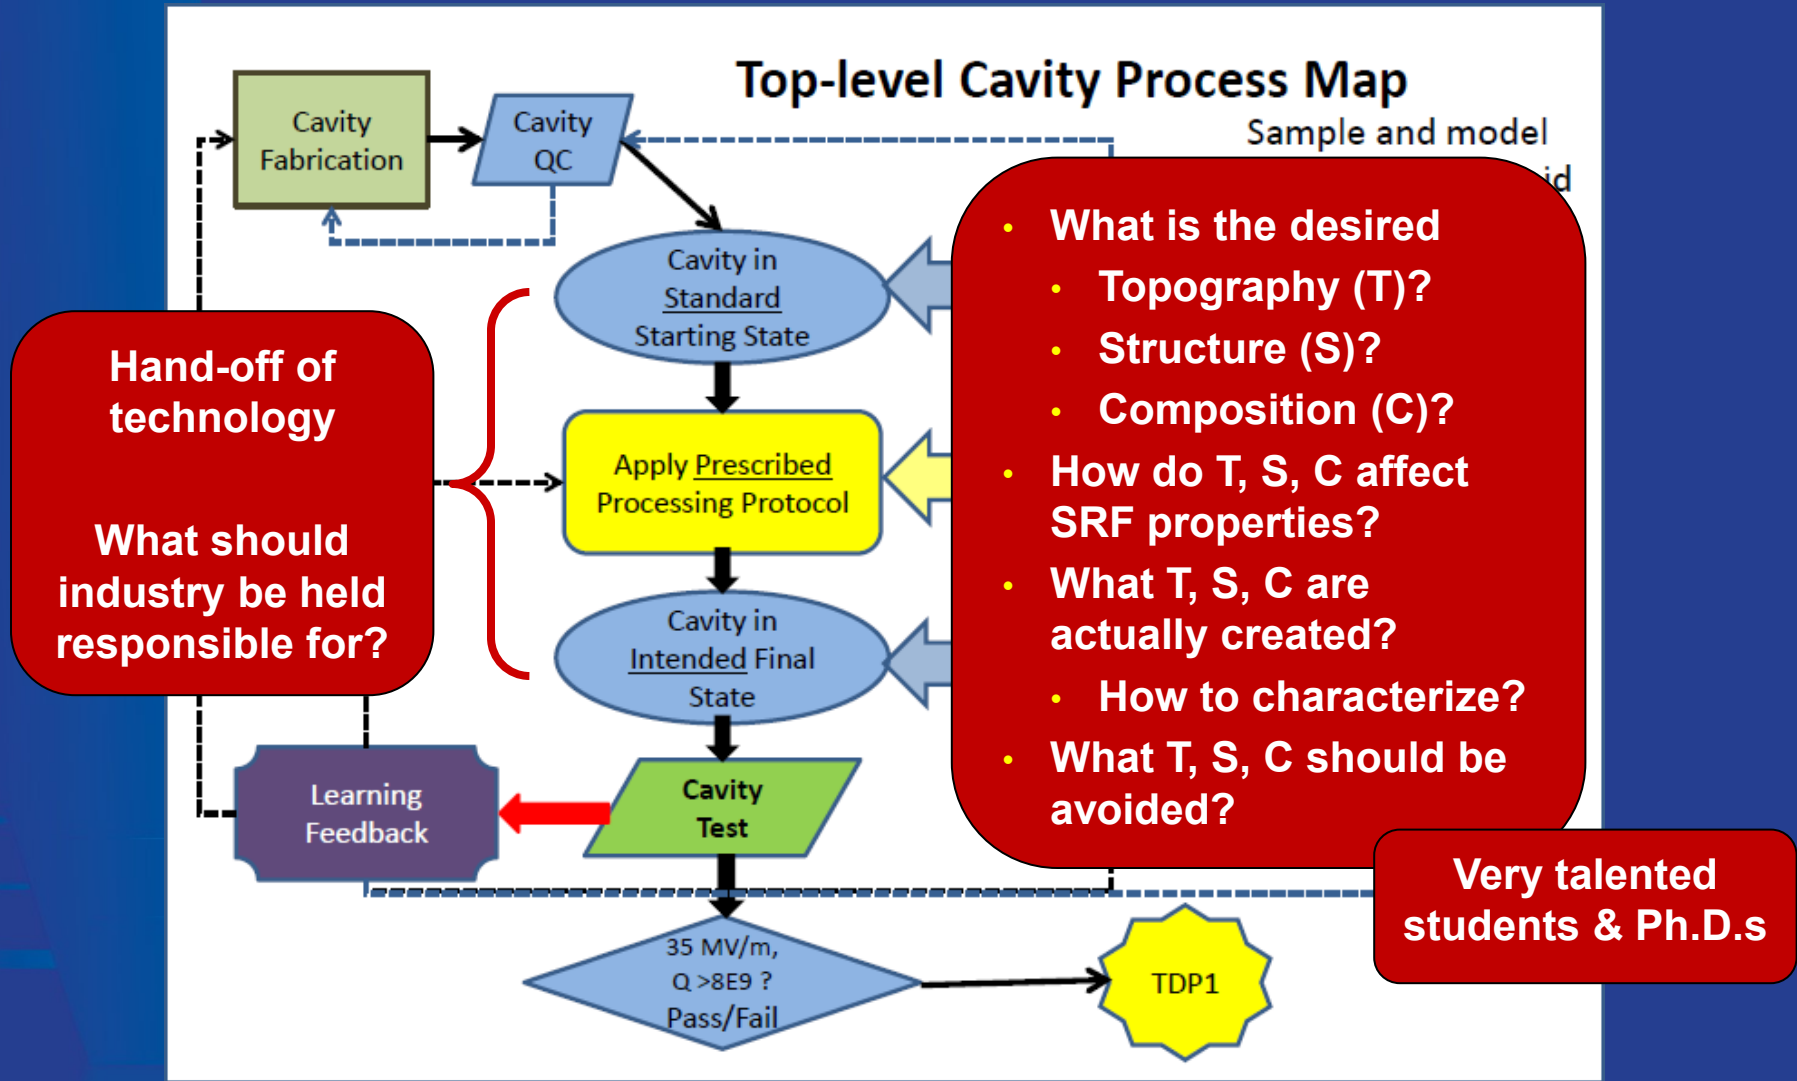 Top-level Cavity Process Map
Sample and model
id
Cavity
Fabrication
Cavity
QC
Cavity in
Standard
Starting State
Apply Prescribed
Processing Protocol
Cavity in
Intended Final
State
Cavity
Test
Learning
Feedback
35 MV/m,
Q >8E9 ?
Pass/Fail
TDP1
Hand-off of
technology
What should
industry be held
responsible for?
• What is the desired
• Topography (T)?
• Structure (S)?
• Composition (C)?
• How do T, S, C affect
SRF properties?
• What T, S, C are
actually created?
• How to characterize?
• What T, S, C should be
avoided?
Very talented
students & Ph.D.s